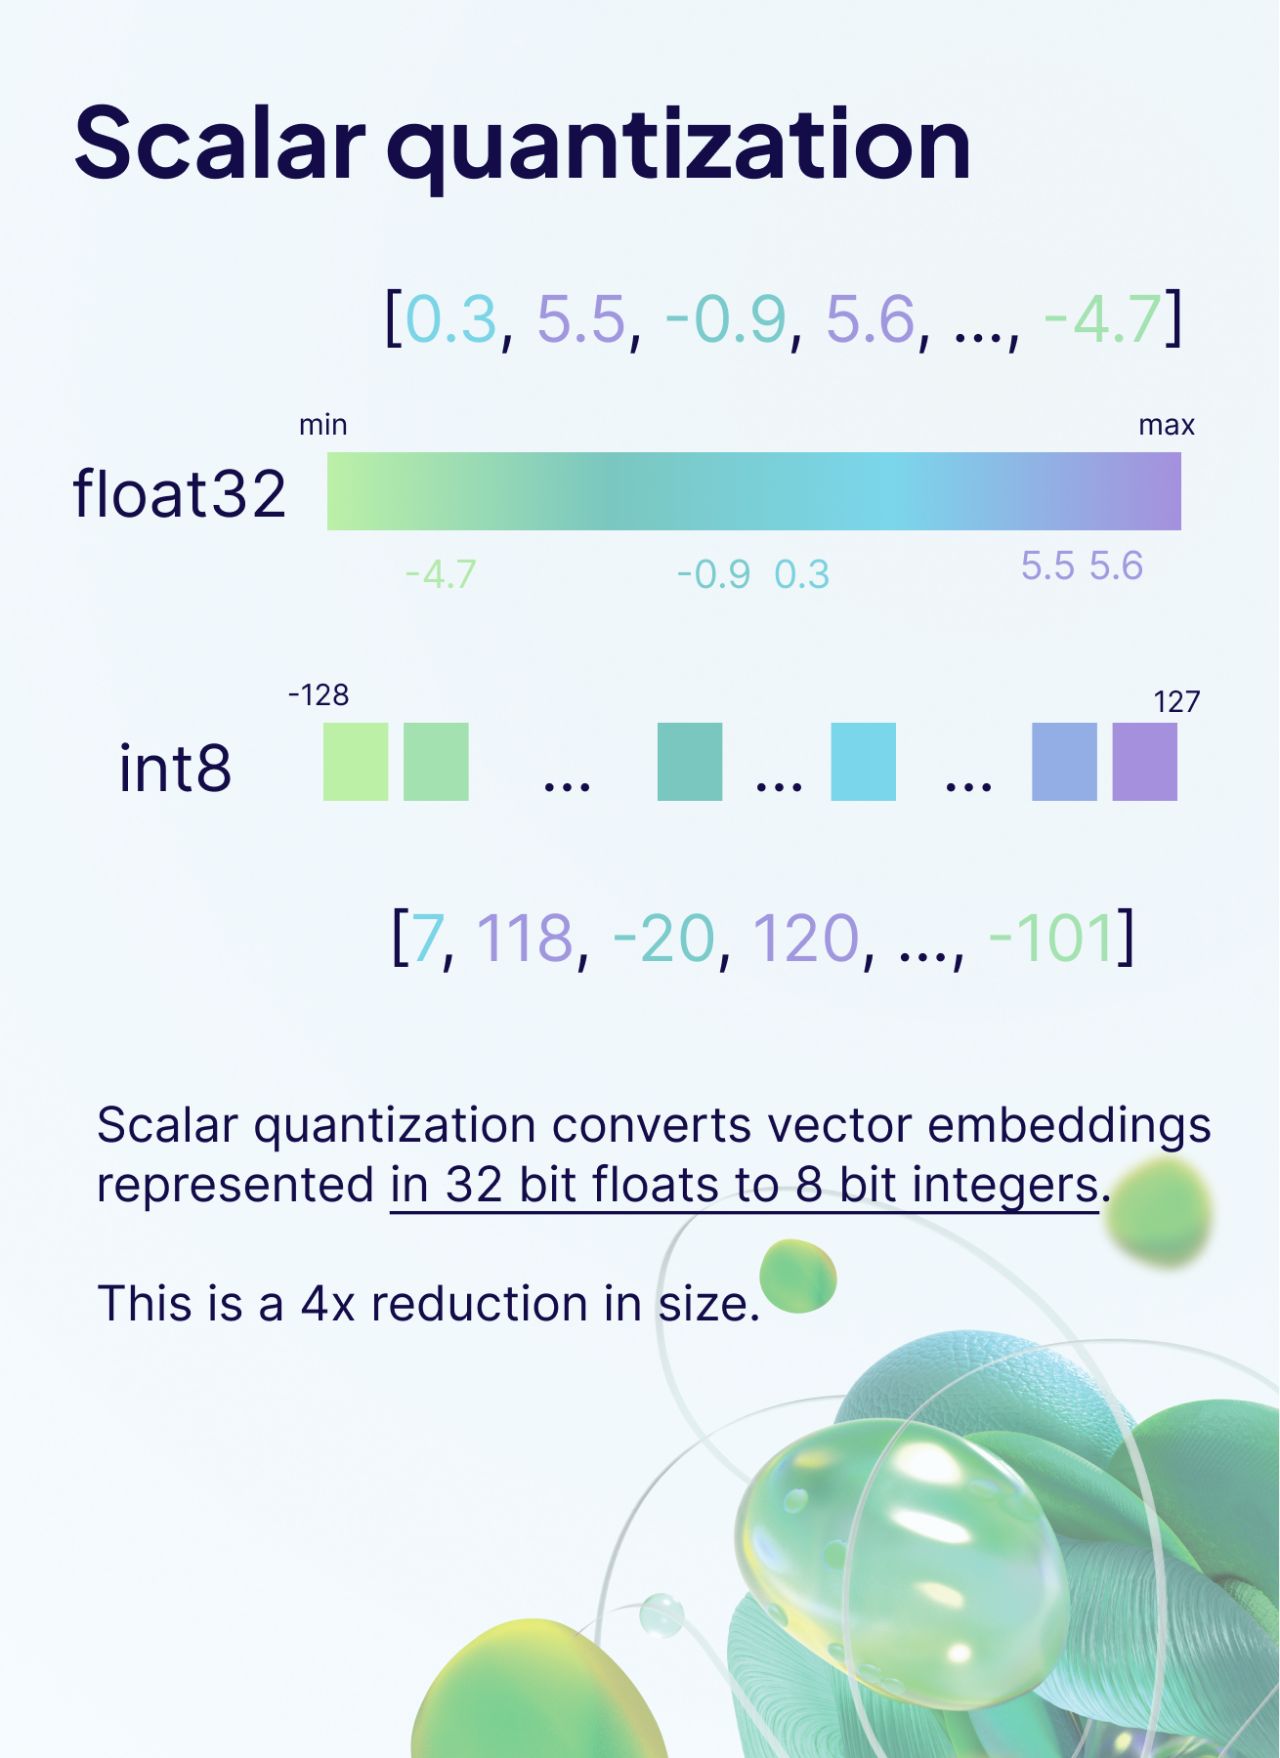 Scalar quantization
[0.3, 5.5, -0.9, 5.6, ..., -4.7]
min max
float32
-4.7 -0.9 0.3 5.5 5.6
-128 127
int8 ... ... ...
[7, 118, -20, 120, ..., -101]
Scalar quantization converts vector embeddings
represented in 32 bit floats to 8 bit integers.
This is a 4x reduction in size.